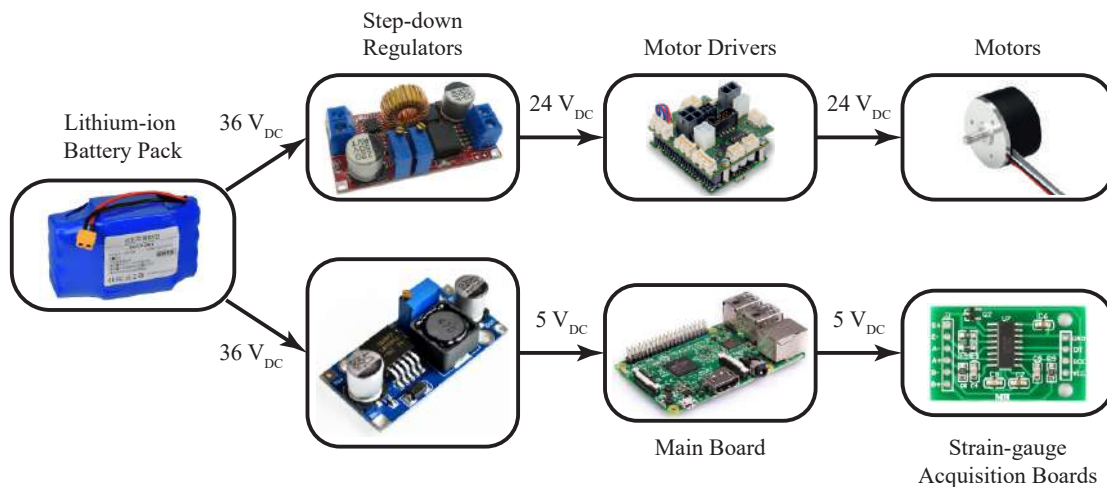 Step-down
Regulators
Motor Drivers
Motors
Lithium-ion
Battery Pack
36 V_DC
24 V_DC
24 V_DC
36 V_DC
5 V_DC
5 V_DC
Main Board
Strain-gauge
Acquisition Boards